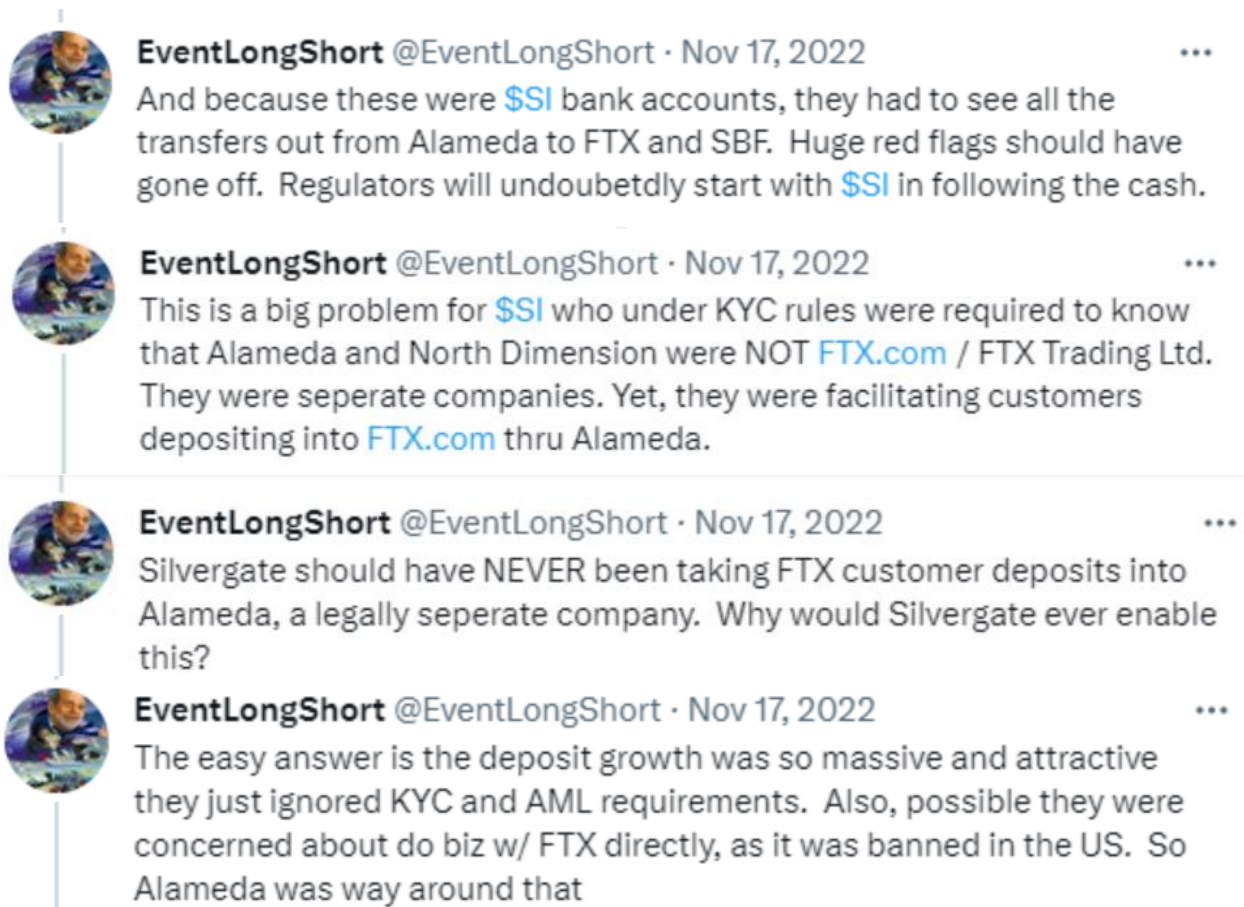 EventLongShort @EventLongShort · Nov 17, 2022 ...
And because these were $SI bank accounts, they had to see all the
transfers out from Alameda to FTX and SBF.  Huge red flags should have
gone off.  Regulators will undoubetdly start with $SI in following the cash.
EventLongShort @EventLongShort · Nov 17, 2022 ...
This is a big problem for $SI who under KYC rules were required to know
that Alameda and North Dimension were NOT FTX.com / FTX Trading Ltd.
They were seperate companies. Yet, they were facilitating customers
depositing into FTX.com thru Alameda.
EventLongShort @EventLongShort · Nov 17, 2022 ...
Silvergate should have NEVER been taking FTX customer deposits into
Alameda, a legally seperate company.  Why would Silvergate ever enable
this?
EventLongShort @EventLongShort · Nov 17, 2022 ...
The easy answer is the deposit growth was so massive and attractive
they just ignored KYC and AML requirements.  Also, possible they were
concerned about do biz w/ FTX directly, as it was banned in the US.  So
Alameda was way around that